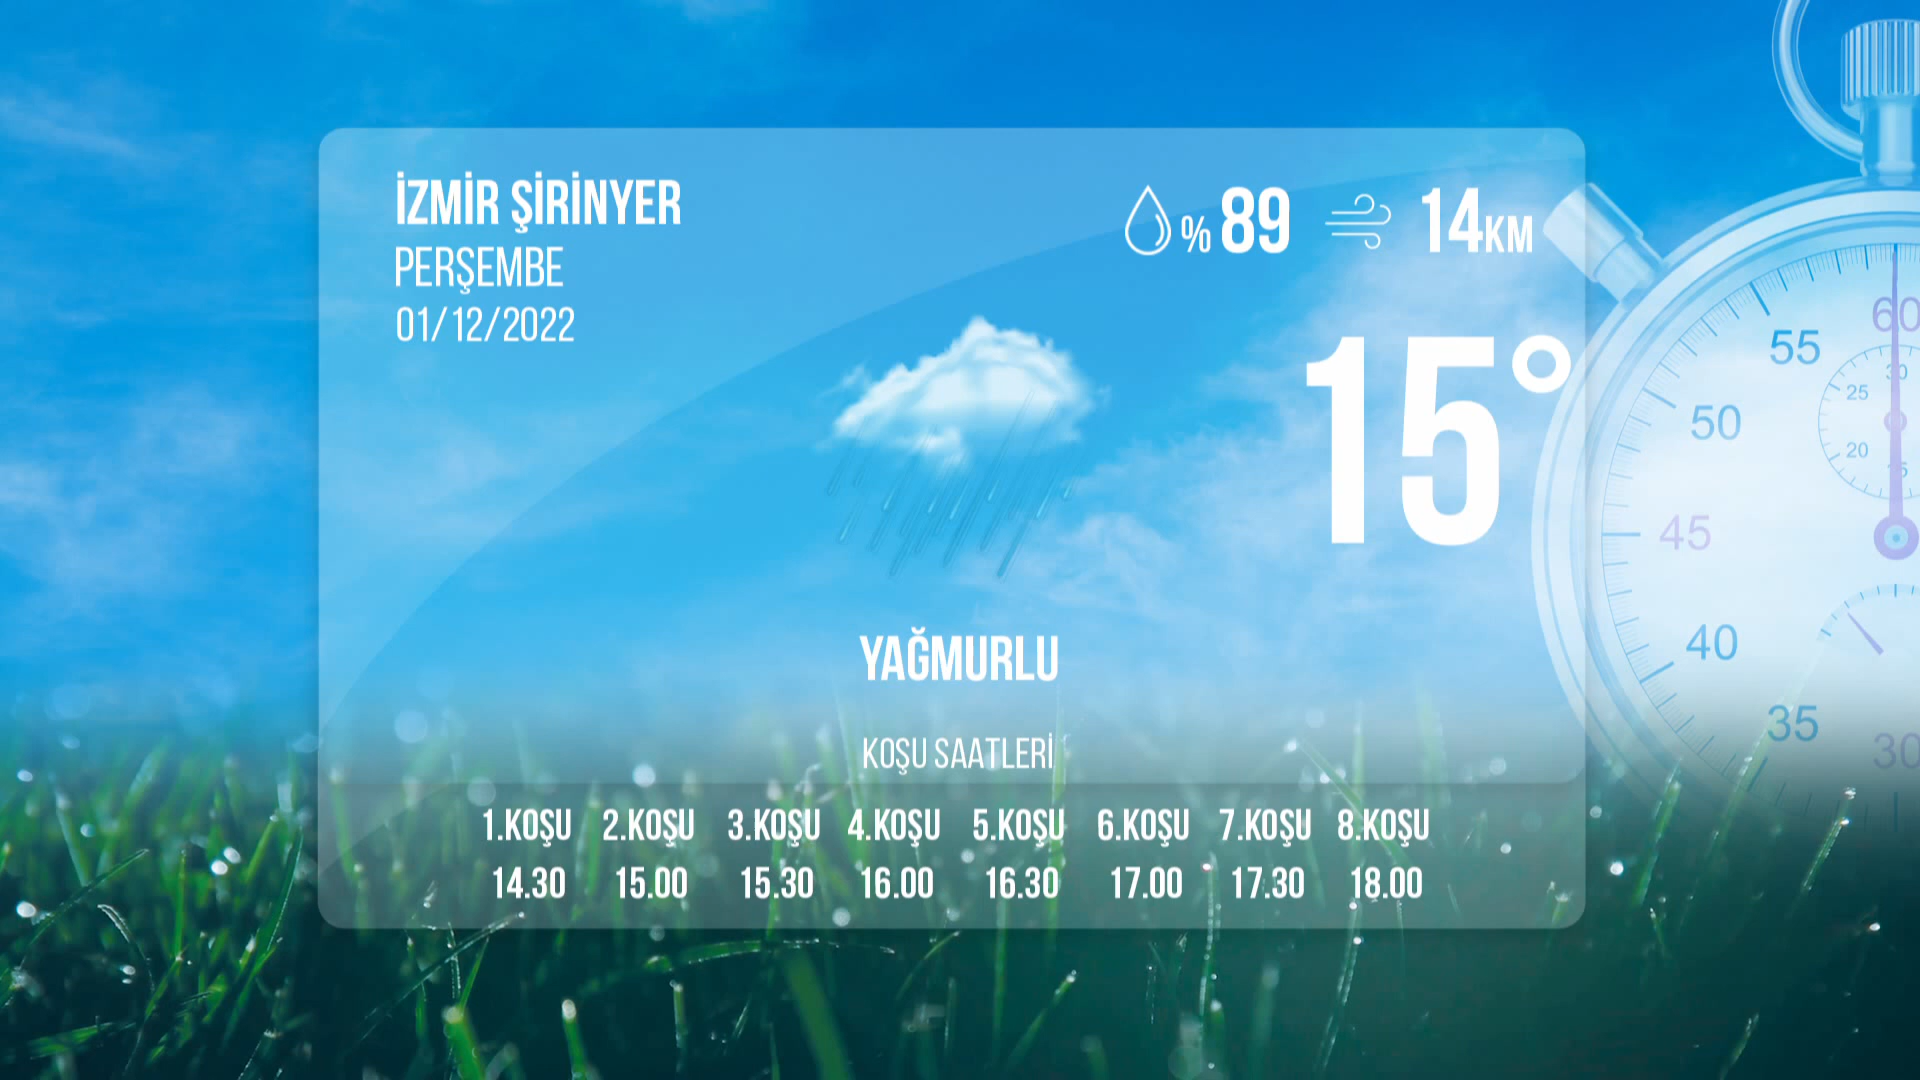 İZMİR ŞİRİNYER
PERŞEMBE
01/12/2022
% 89
14KM
15°
YAĞMURLU
KOŞU SAATLERİ
1.KOŞU 2.KOŞU 3.KOŞU 4.KOŞU 5.KOŞU 6.KOŞU 7.KOŞU 8.KOŞU
14.30 15.00 15.30 16.00 16.30 17.00 17.30 18.00
60
55
50
45
40
35
30
30
25
20